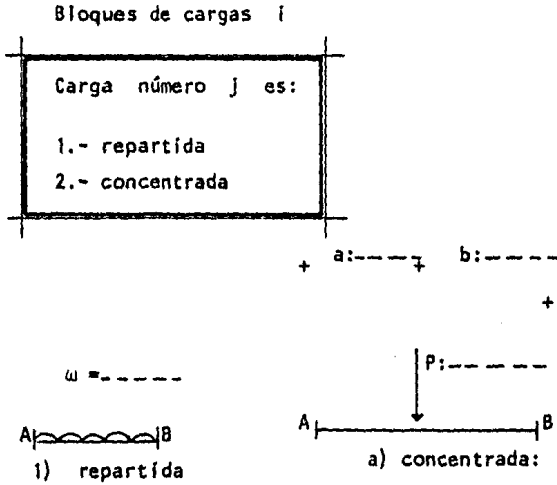 Bloques de cargas i
Carga número j es:
1.- repartida
2.- concentrada
+ a:----+ b:----
+
ω =-----
P:-----
A B
A B
1) repartida
a) concentrada: